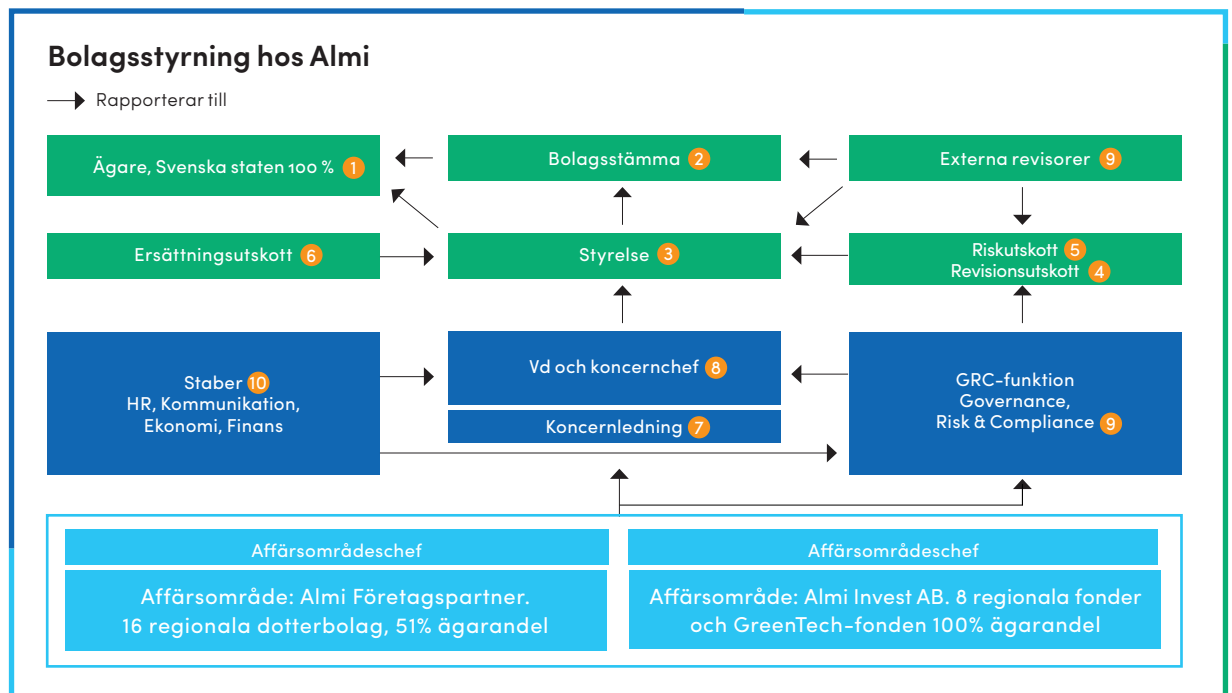 Bolagsstyrning hos Almi
Rapporterar till
Ägare, Svenska staten 100 % 1
Bolagsstämma 2
Externa revisorer 9
Ersättningsutskott 6
Styrelse 3
Riskutskott 5
Revisionsutskott 4
Staber 10
HR, Kommunikation,
Ekonomi, Finans
Vd och koncernchef 8
Koncernledning 7
GRC-funktion
Governance,
Risk & Compliance 9
Affärsområdeschef
Affärsområde: Almi Företagspartner.
16 regionala dotterbolag, 51% ägarandel
Affärsområdeschef
Affärsområde: Almi Invest AB. 8 regionala fonder
och GreenTech-fonden 100% ägarandel